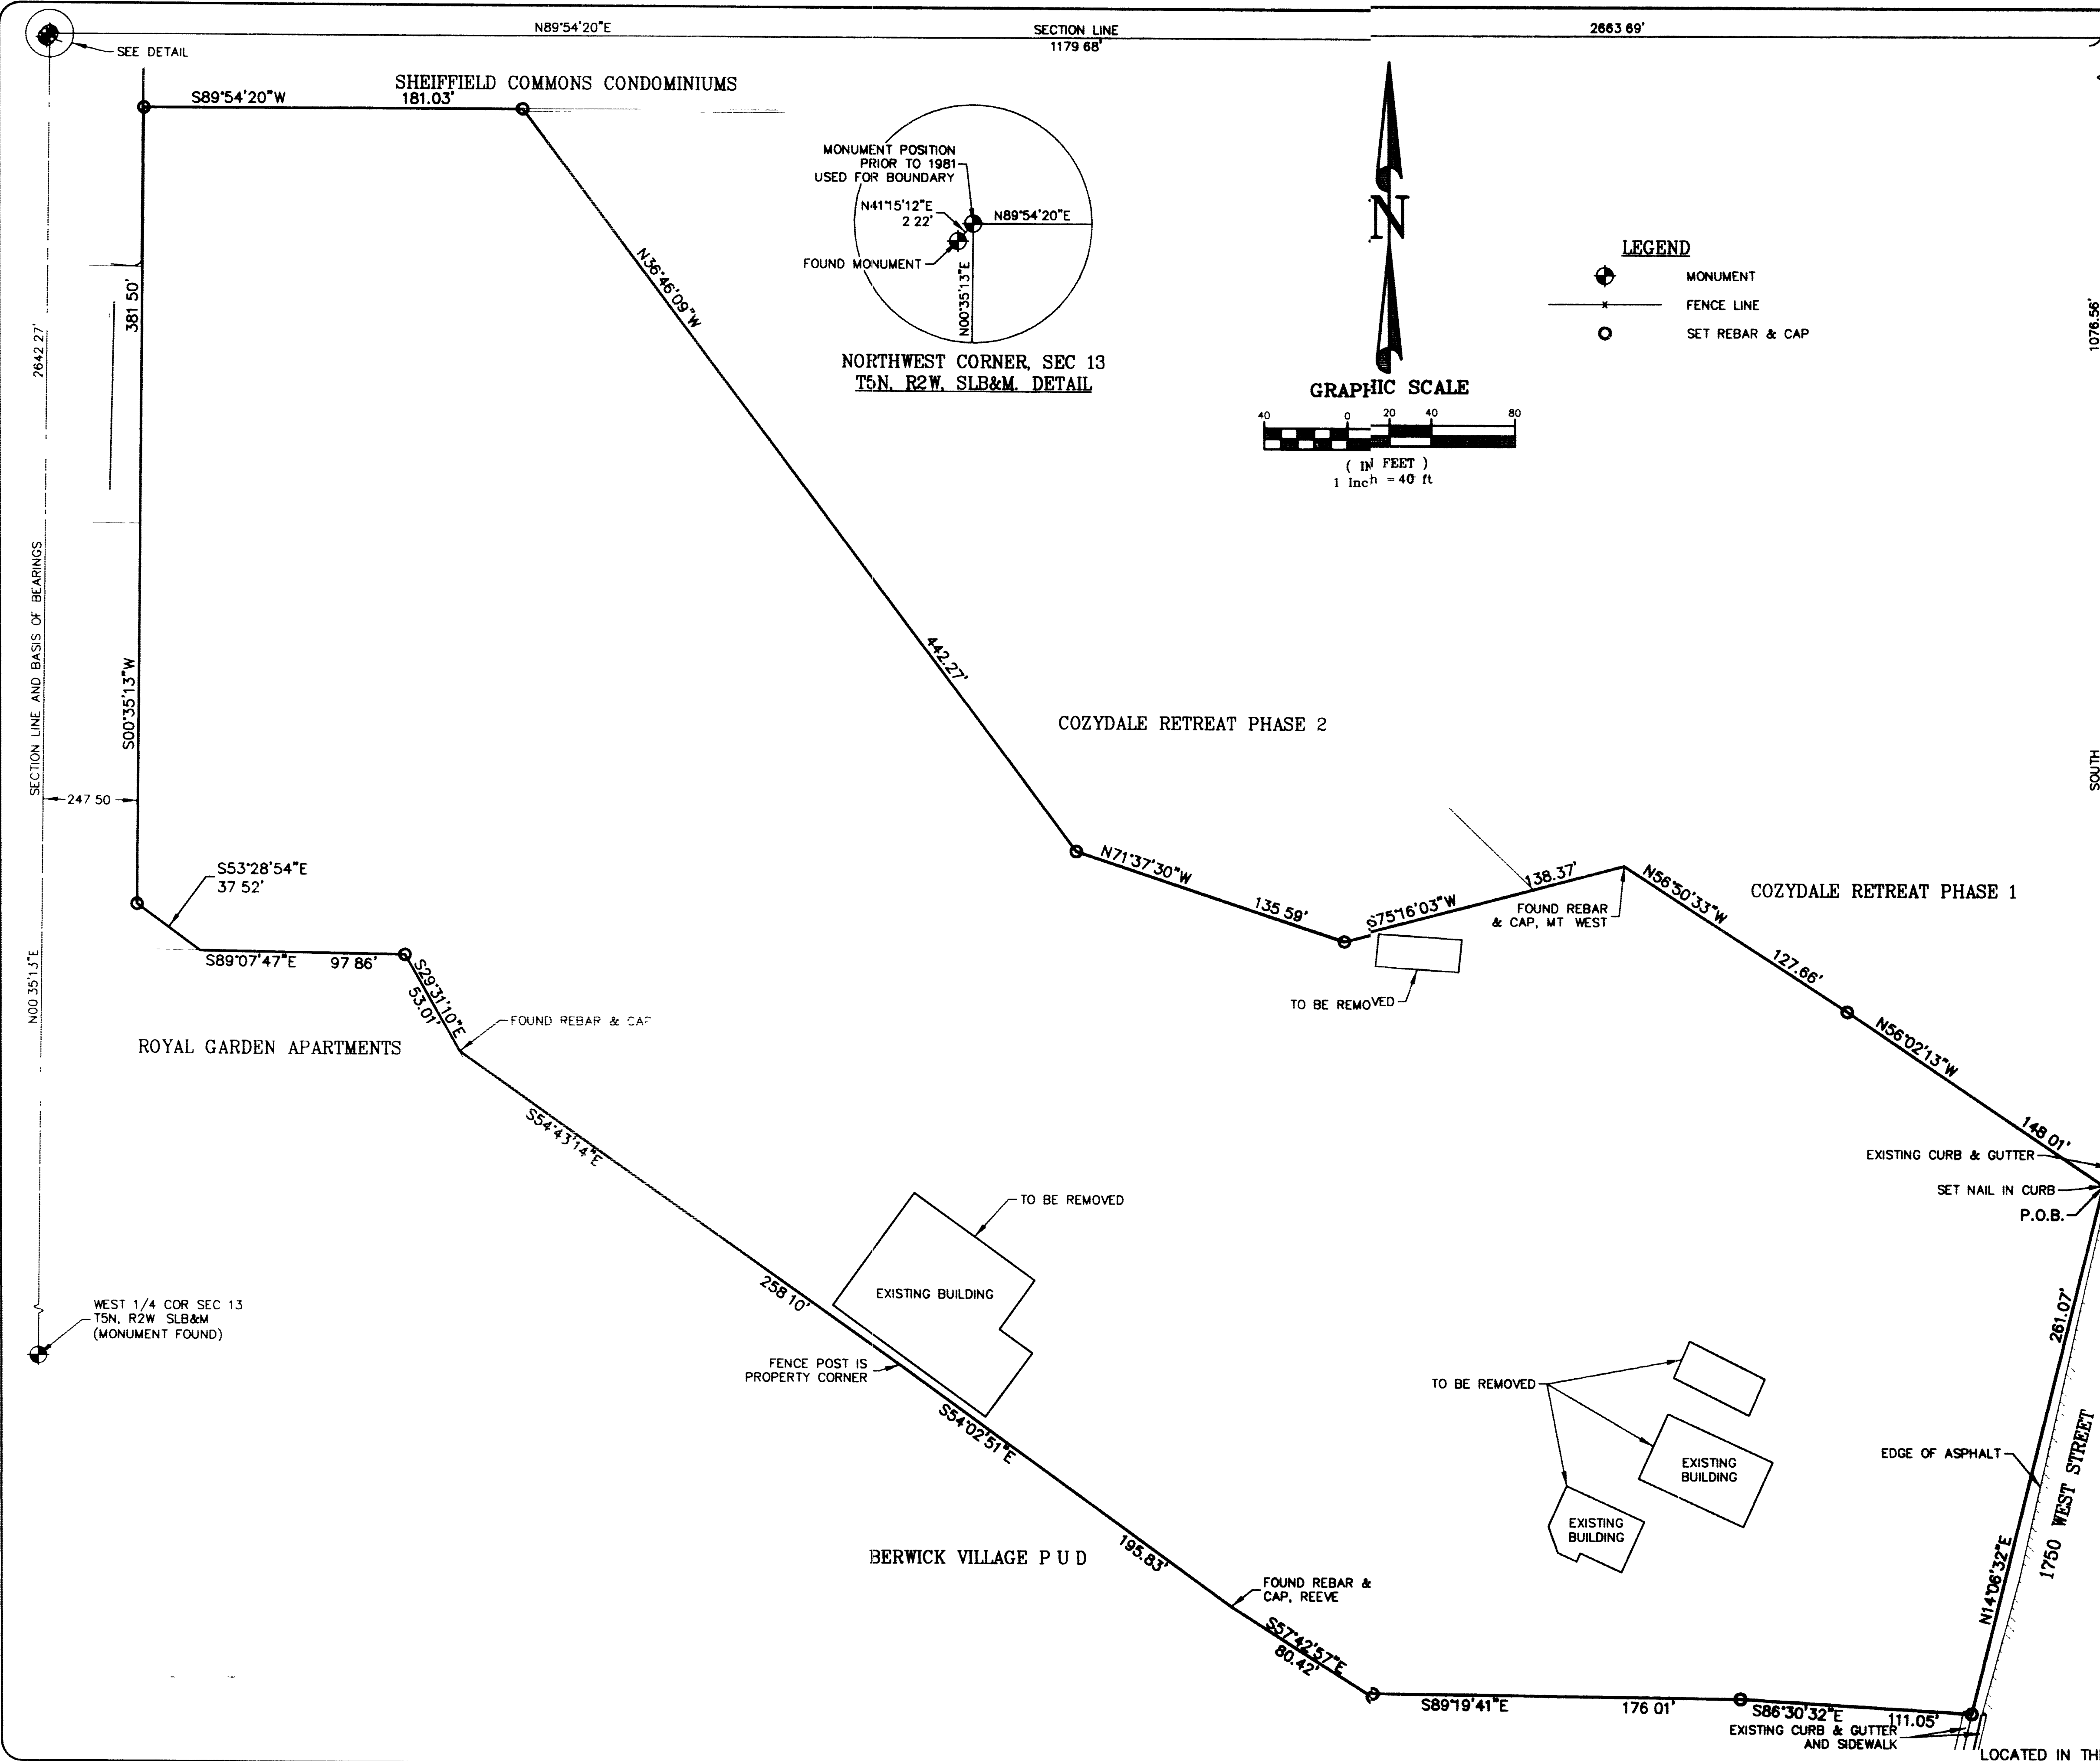 N89°54'20"E
SECTION LINE
1179 68'
2663 69'
SEE DETAIL
SHEIFFIELD COMMONS CONDOMINIUMS
S89°54'20"W
181.03'
MONUMENT POSITION
PRIOR TO 1981
USED FOR BOUNDARY
N41°15'12"E
2 22'
N89°54'20"E
FOUND MONUMENT
N00°35'13"E
NORTHWEST CORNER, SEC 13
T5N, R2W, SLB&M. DETAIL
N
LEGEND
MONUMENT
FENCE LINE
SET REBAR & CAP
GRAPHIC SCALE
40 0 20 40 80
( IN FEET )
1 Inch = 40 ft
1076.56'
SOUTH
2642 27'
SECTION LINE AND BASIS OF BEARINGS
N00 35'13"E
381 50'
S00°35'13"W
247 50
N36°46'09"W
442.27'
COZYDALE RETREAT PHASE 2
S53°28'54"E
37 52'
S89°07'47"E
97 86'
S29°31'10"E
53.01'
FOUND REBAR & CAP
ROYAL GARDEN APARTMENTS
N71°37'30"W
135 59'
S75°16'03"W
138.37'
FOUND REBAR
& CAP, MT WEST
TO BE REMOVED
N56°50'33"W
127.66'
COZYDALE RETREAT PHASE 1
N56°02'13"W
148 01'
EXISTING CURB & GUTTER
SET NAIL IN CURB
P.O.B.
S54°43'14"E
258 10'
TO BE REMOVED
EXISTING BUILDING
WEST 1/4 COR SEC 13
T5N, R2W SLB&M
(MONUMENT FOUND)
FENCE POST IS
PROPERTY CORNER
S54°02'51"E
195.83'
BERWICK VILLAGE P U D
TO BE REMOVED
EXISTING
BUILDING
EXISTING
BUILDING
261.07'
N14°06'32"E
EDGE OF ASPHALT
1750 WEST STREET
FOUND REBAR &
CAP, REEVE
S57°42'57"E
80.42'
S89°19'41"E
176 01'
S86°30'32"E
111.05'
EXISTING CURB & GUTTER
AND SIDEWALK
LOCATED IN TH